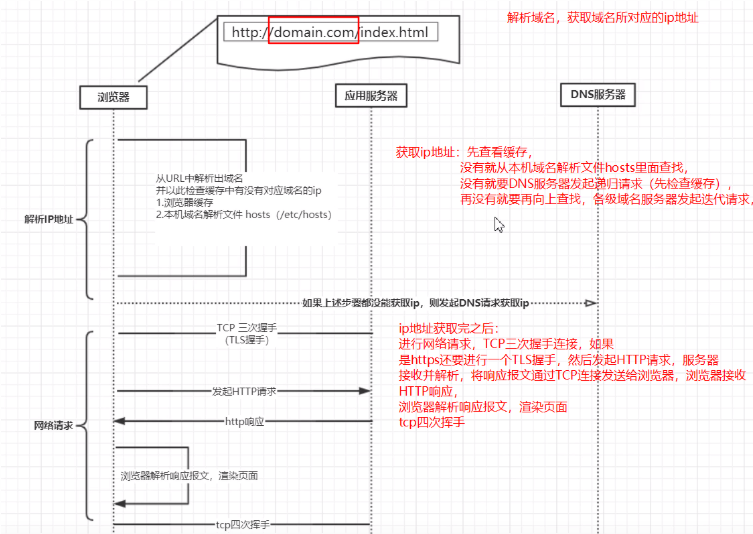 http://domain.com/index.html
解析域名，获取域名所对应的ip地址
浏览器
应用服务器
DNS服务器
解析IP地址
从URL中解析出域名
并以此检查缓存中有没有对应域名的ip
1.浏览器缓存
2.本机域名解析文件 hosts（/etc/hosts）
获取ip地址：先查看缓存，
没有就从本机域名解析文件hosts里面查找，
没有就要DNS服务器发起递归请求（先检查缓存），
再没有就要再向上查找，各级域名服务器发起迭代请求，
如果上述步骤都没能获取ip，则发起DNS请求获取ip
网络请求
TCP 三次握手
（TLS握手）
发起HTTP请求
http响应
浏览器解析响应报文，渲染页面
tcp四次挥手
ip地址获取完之后：
进行网络请求，TCP三次握手连接，如果
是https还要进行一个TLS握手，然后发起HTTP请求，服务器
接收并解析，将响应报文通过TCP连接发送给浏览器，浏览器接收
HTTP响应，
浏览器解析响应报文，渲染页面
tcp四次挥手